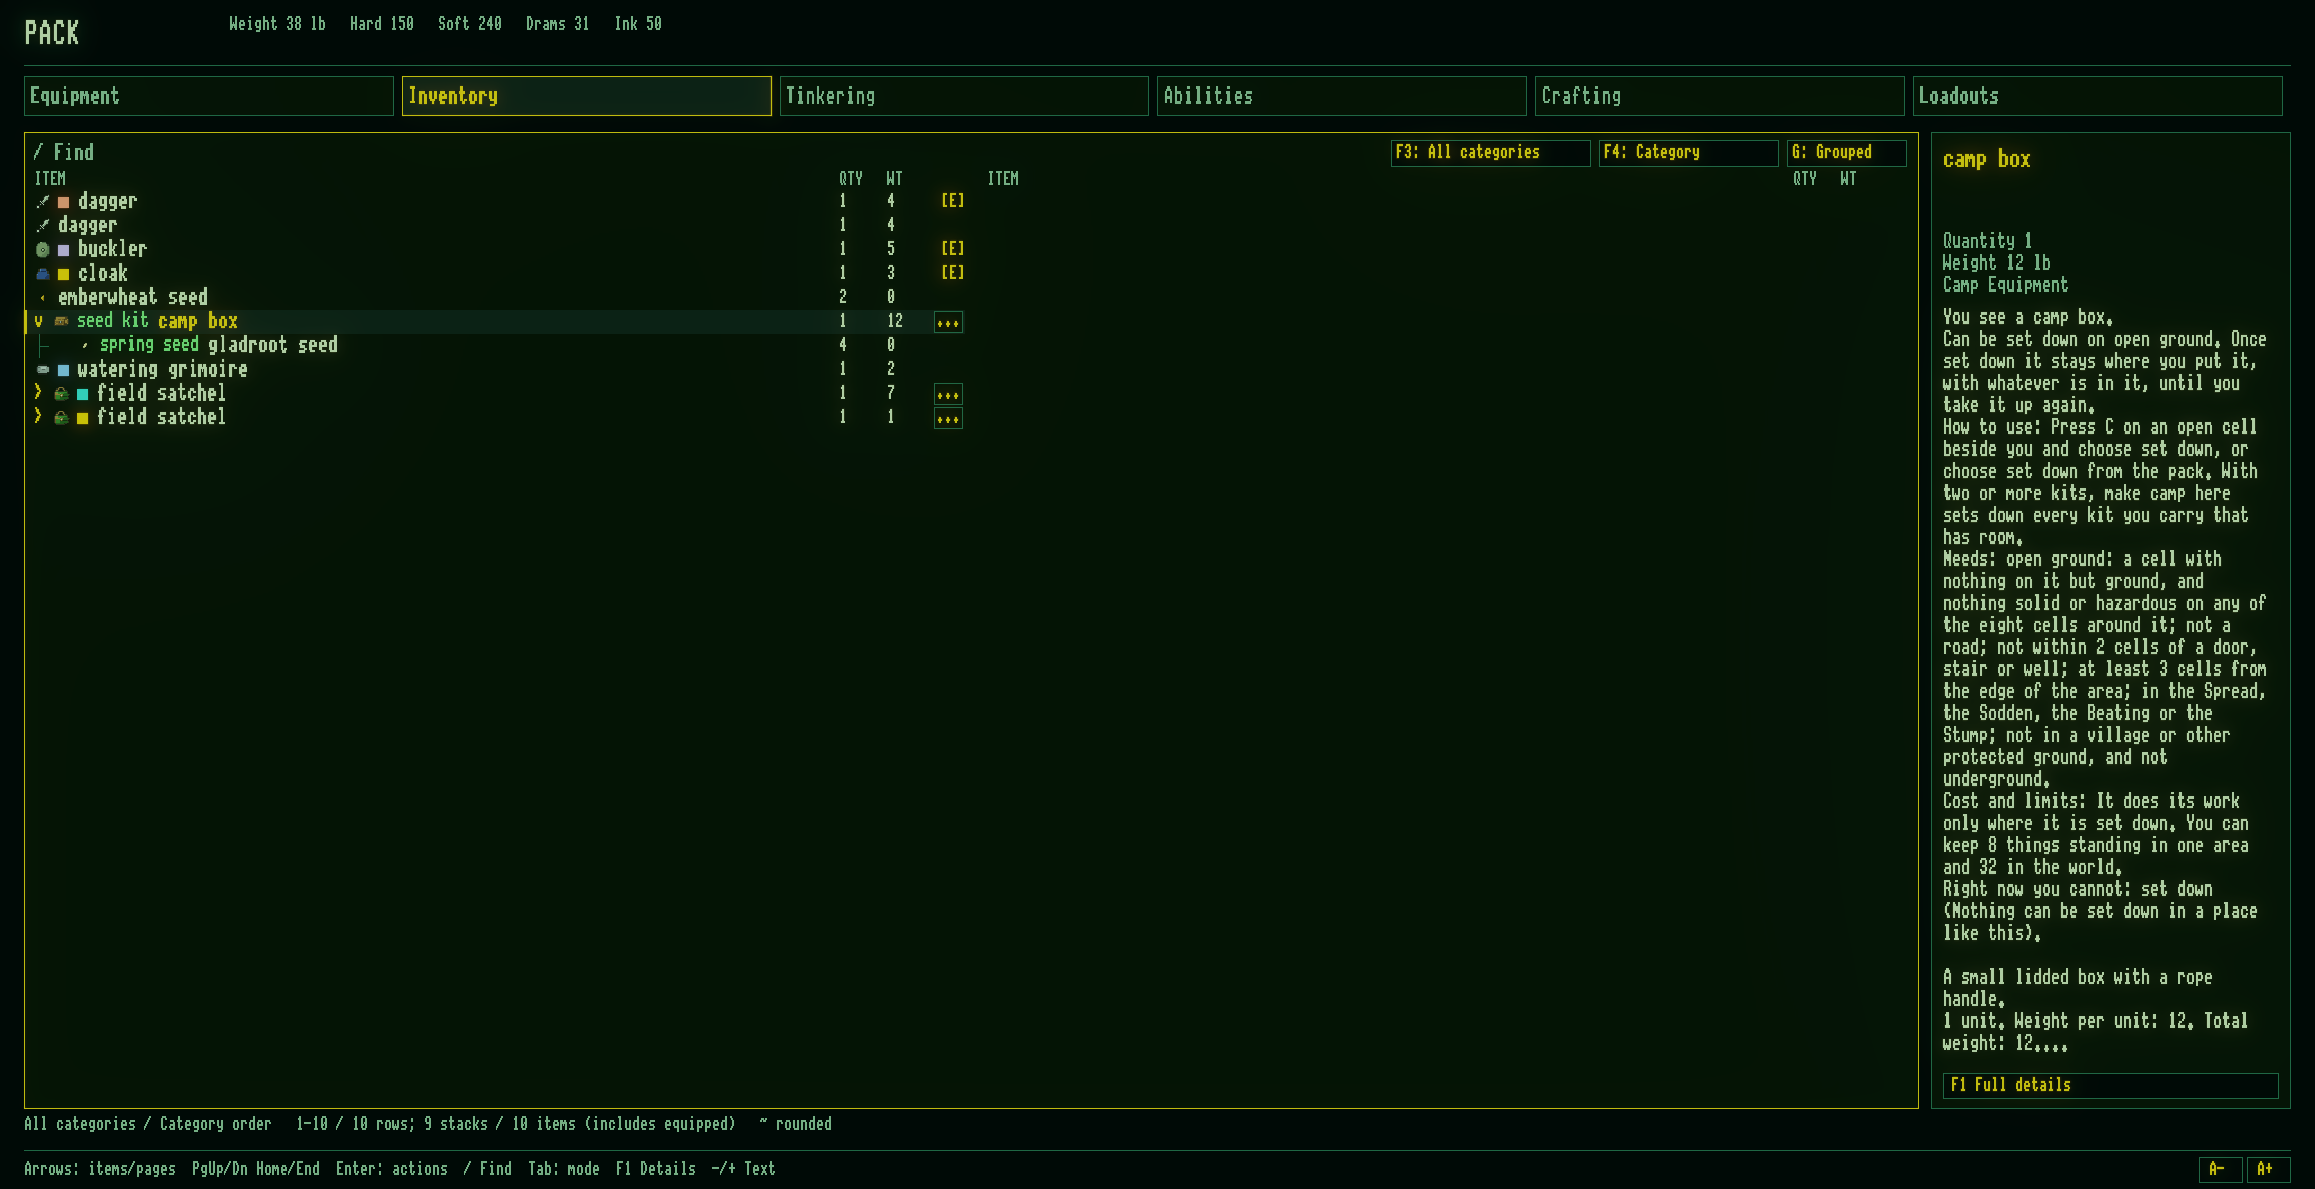 PACK
Weight 38 lb Hard 150 Soft 240 Drams 31 Ink 50
Equipment Inventory Tinkering Abilities Crafting Loadouts
/ Find F3: All categories F4: Category G: Grouped
ITEM QTY WT ITEM QTY WT
dagger 1 4 [E]
dagger 1 4
buckler 1 5 [E]
cloak 1 3 [E]
emberwheat seed 2 0
v seed kit camp box 1 12 ...
spring seed gladroot seed 4 0
watering grimoire 1 2
> field satchel 1 7 ...
> field satchel 1 1 ...
camp box
Quantity 1
Weight 12 lb
Camp Equipment
You see a camp box.
Can be set down on open ground. Once
set down it stays where you put it,
with whatever is in it, until you
take it up again.
How to use: Press C on an open cell
beside you and choose set down, or
choose set down from the pack. With
two or more kits, make camp here
sets down every kit you carry that
has room.
Needs: open ground: a cell with
nothing on it but ground, and
nothing solid or hazardous on any of
the eight cells around it; not a
road; not within 2 cells of a door,
stair or well; at least 3 cells from
the edge of the area; in the Spread,
the Sodden, the Beating or the
Stump; not in a village or other
protected ground, and not
underground.
Cost and limits: It does its work
only where it is set down. You can
keep 8 things standing in one area
and 32 in the world.
Right now you cannot: set down
(Nothing can be set down in a place
like this).
A small lidded box with a rope
handle.
1 unit. Weight per unit: 12. Total
weight: 12....
F1 Full details
All categories / Category order 1-10 / 10 rows; 9 stacks / 10 items (includes equipped) ~ rounded
Arrows: items/pages PgUp/Dn Home/End Enter: actions / Find Tab: mode F1 Details -/+ Text A- A+